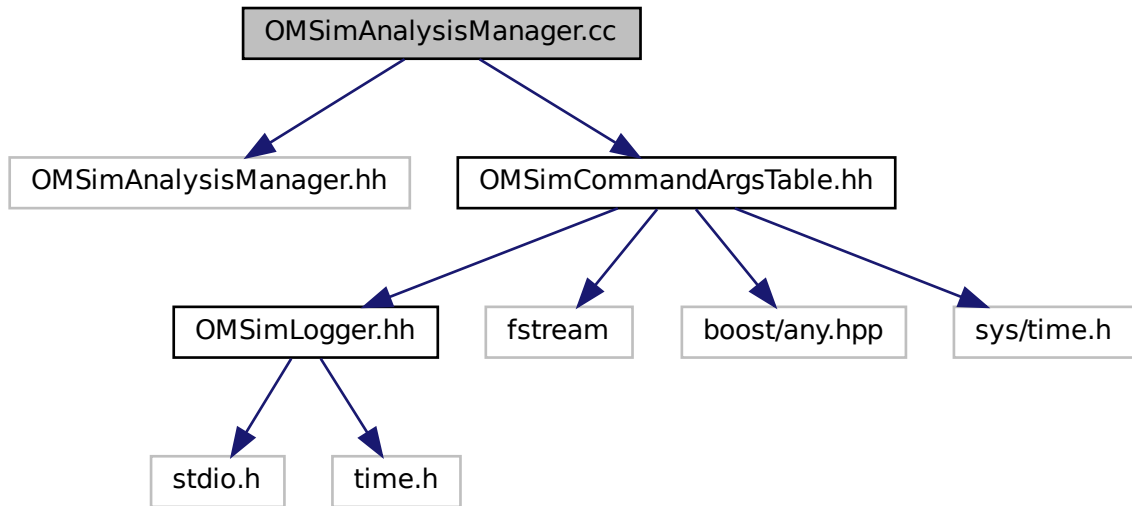 OMSimAnalysisManager.cc
OMSimAnalysisManager.hh
OMSimCommandArgsTable.hh
OMSimLogger.hh
fstream
boost/any.hpp
sys/time.h
stdio.h
time.h